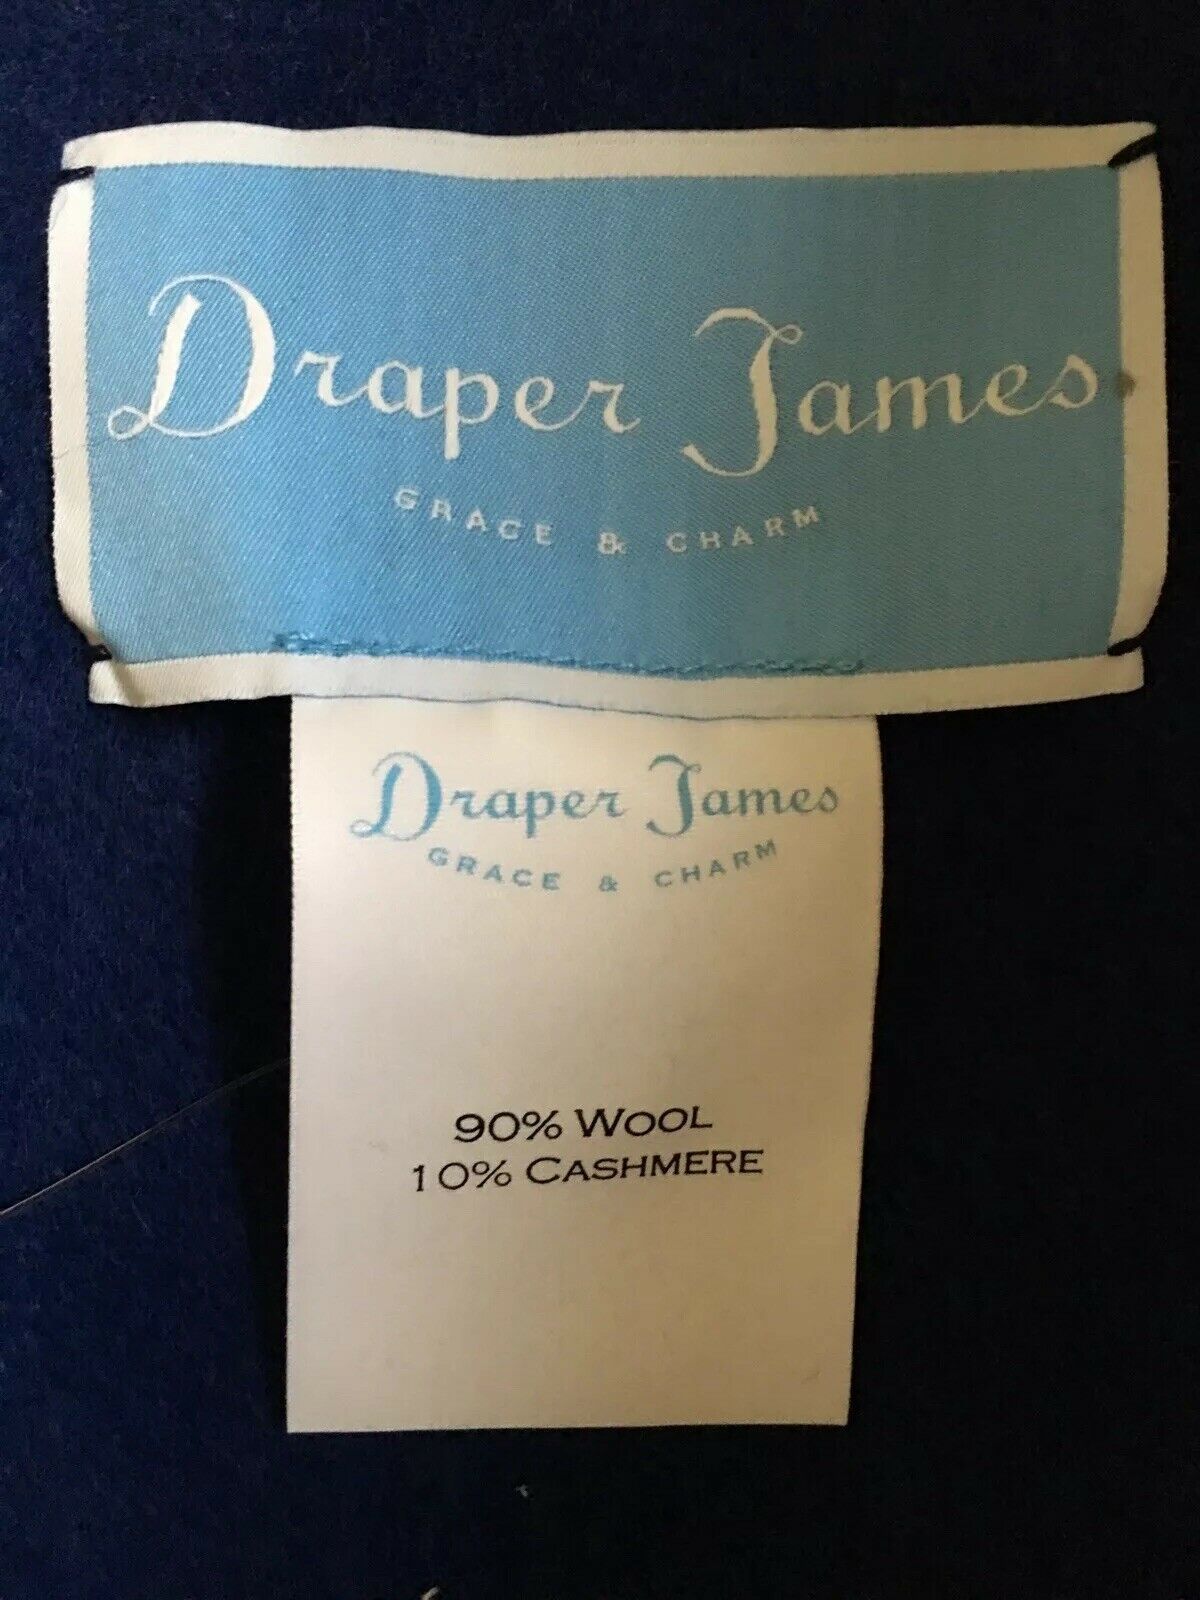 Draper James
GRACE & CHARM
Draper James
GRACE & CHARM
90% WOOL
10% CASHMERE